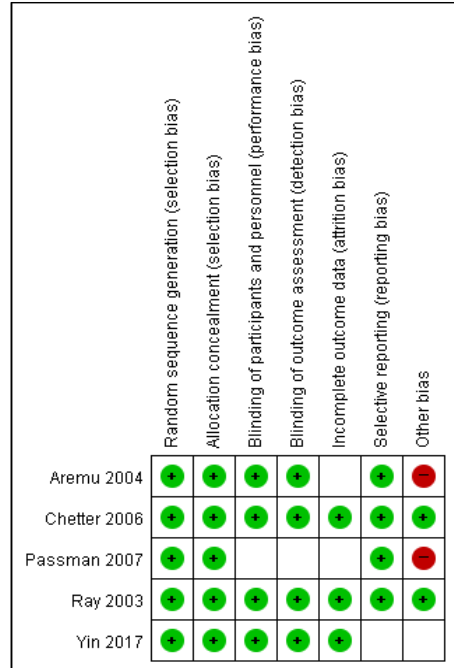 Random sequence generation (selection bias)
Allocation concealment (selection bias)
Blinding of participants and personnel (performance bias)
Blinding of outcome assessment (detection bias)
Incomplete outcome data (attrition bias)
Selective reporting (reporting bias)
Other bias
Aremu 2004 + + + + + −
Chetter 2006 + + + + + + +
Passman 2007 + + + −
Ray 2003 + + + + + + +
Yin 2017 + + + + +